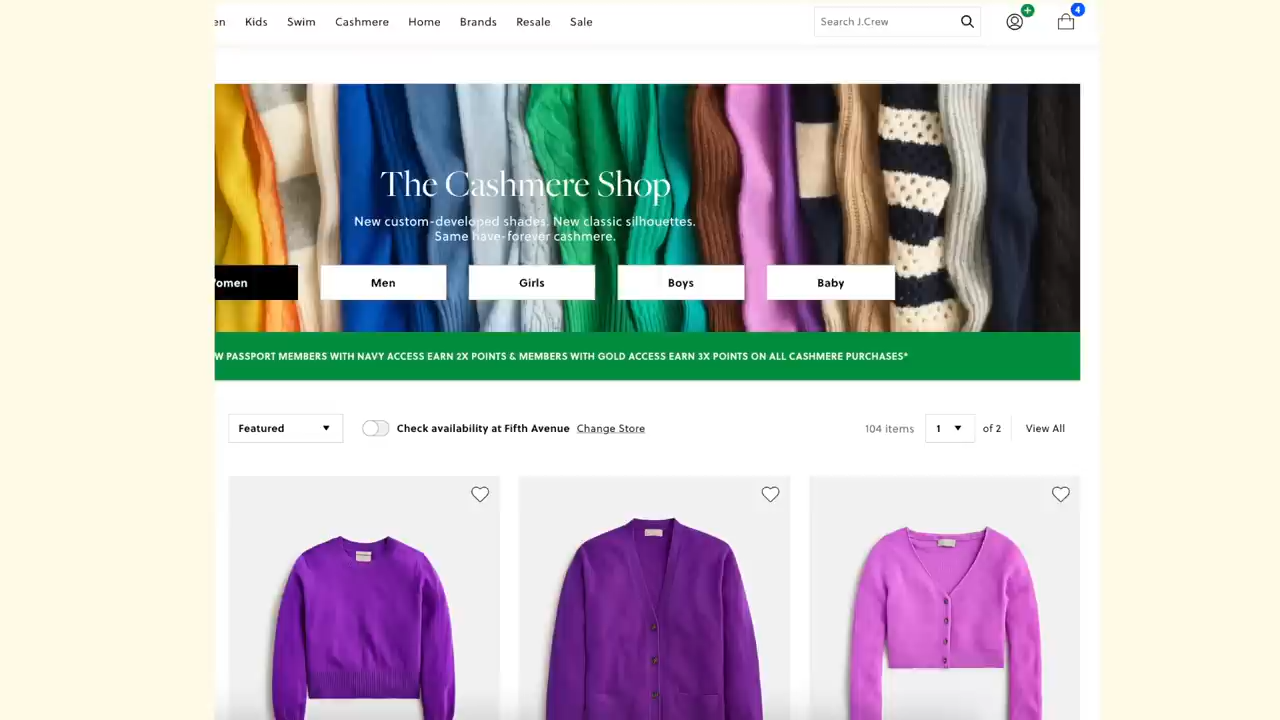 Kids Swim Cashmere Home Brands Resale Sale Search J.Crew + 4
The Cashmere Shop
New custom-developed shades. New classic silhouettes.
Same have-forever cashmere.
omen Men Girls Boys Baby
W PASSPORT MEMBERS WITH NAVY ACCESS EARN 2X POINTS & MEMBERS WITH GOLD ACCESS EARN 3X POINTS ON ALL CASHMERE PURCHASES*
Featured Check availability at Fifth Avenue Change Store 104 items 1 of 2 View All